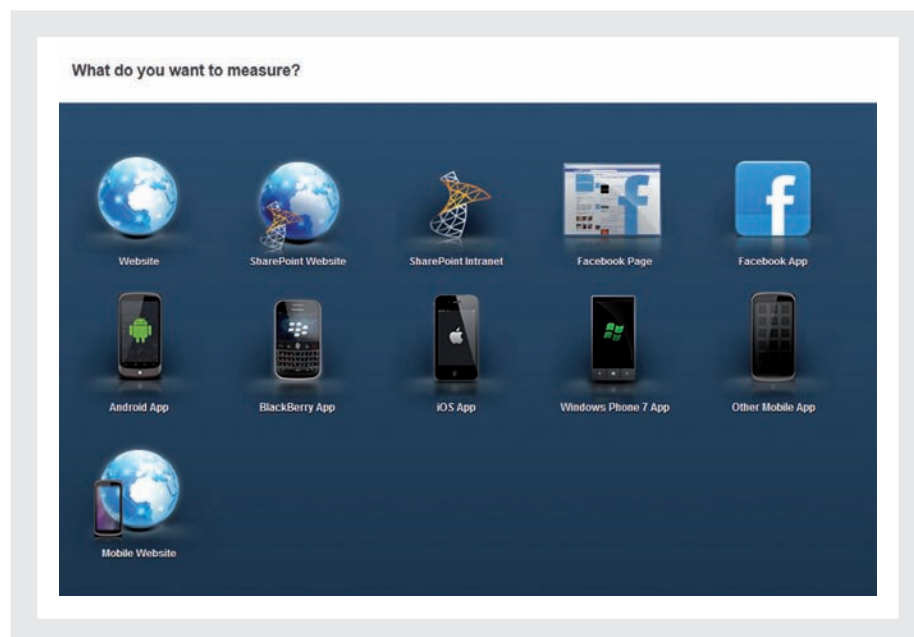 What do you want to measure?
Website
SharePoint Website
SharePoint Intranet
Facebook Page
Facebook App
Android App
BlackBerry App
iOS App
Windows Phone 7 App
Other Mobile App
Mobile Website